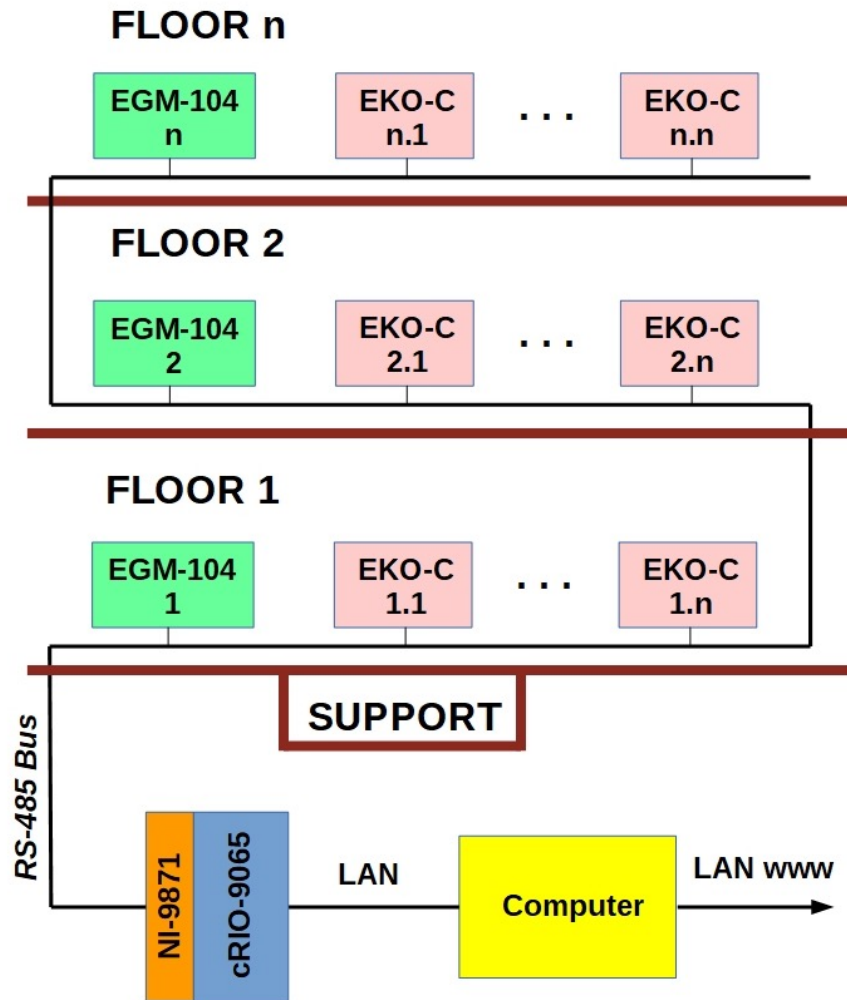 FLOOR n
EGM-104
n
EKO-C
n.1
. . .
EKO-C
n.n
FLOOR 2
EGM-104
2
EKO-C
2.1
. . .
EKO-C
2.n
FLOOR 1
EGM-104
1
EKO-C
1.1
. . .
EKO-C
1.n
SUPPORT
RS-485 Bus
NI-9871
cRIO-9065
LAN
Computer
LAN www